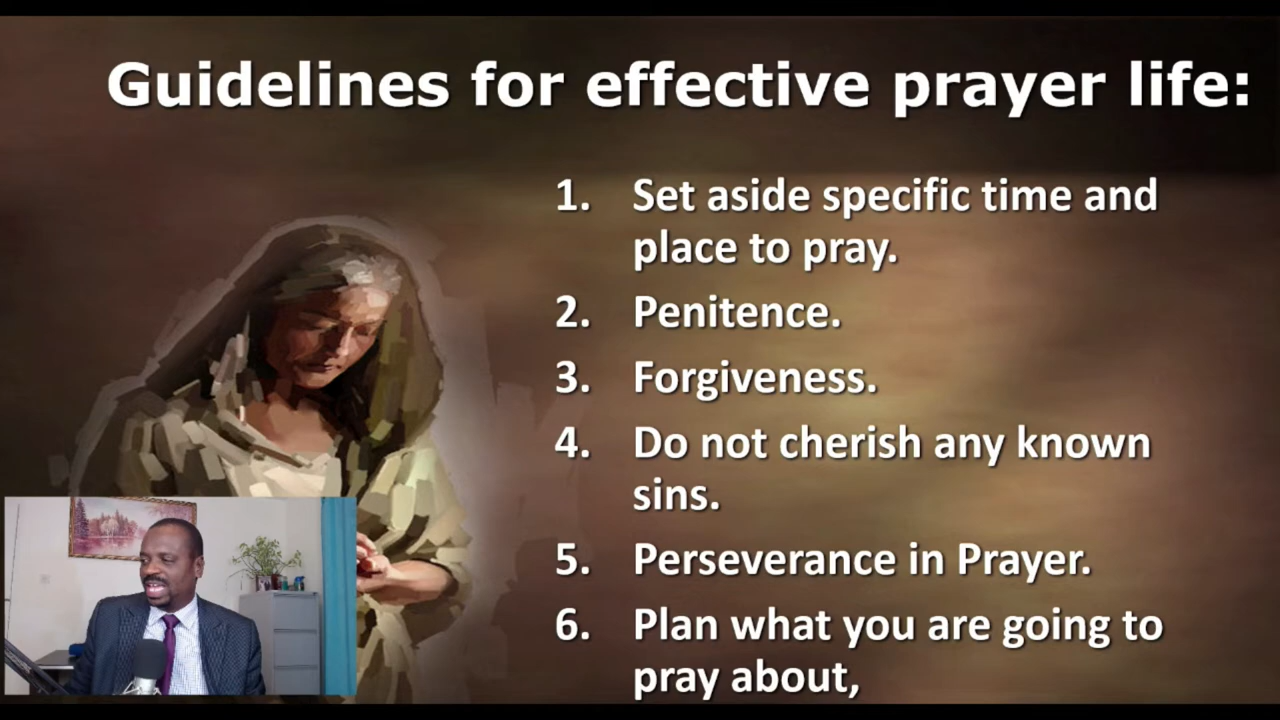 Guidelines for effective prayer life:
1. Set aside specific time and
place to pray.
2. Penitence.
3. Forgiveness.
4. Do not cherish any known
sins.
5. Perseverance in Prayer.
6. Plan what you are going to
pray about,